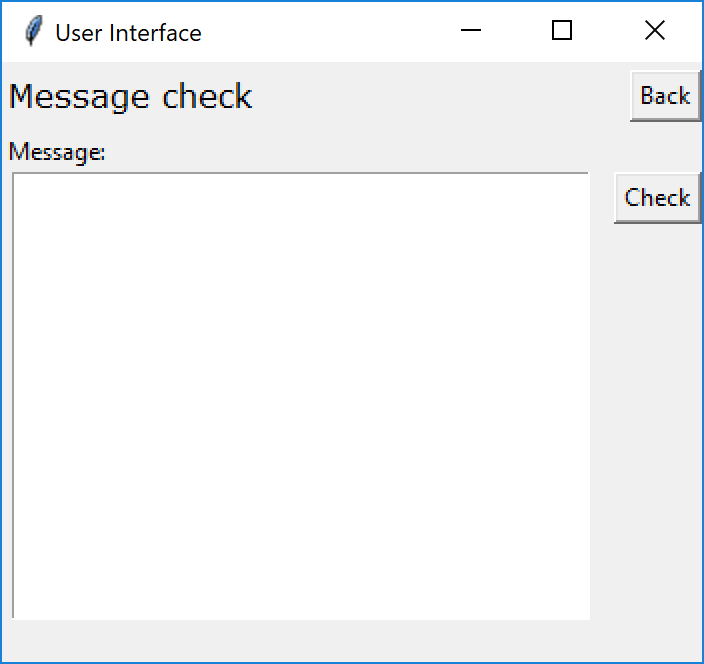 User Interface
Message check
Back
Message:
Check